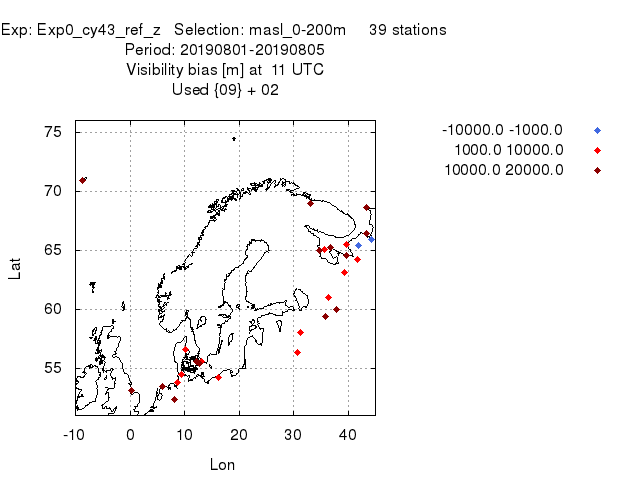 Exp: Exp0_cy43_ref_z   Selection: masl_0-200m     39 stations
Period: 20190801-20190805
Visibility bias [m] at  11 UTC
Used {09} + 02
-10000.0 -1000.0
1000.0 10000.0
10000.0 20000.0
75
70
65
60
55
Lat
-10 0 10 20 30 40
Lon